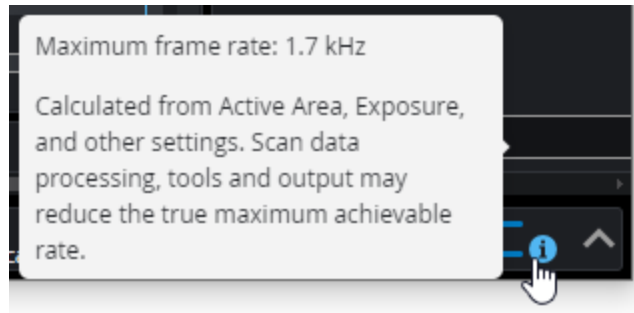 Maximum frame rate: 1.7 kHz
Calculated from Active Area, Exposure,
and other settings. Scan data
processing, tools and output may
reduce the true maximum achievable
rate.